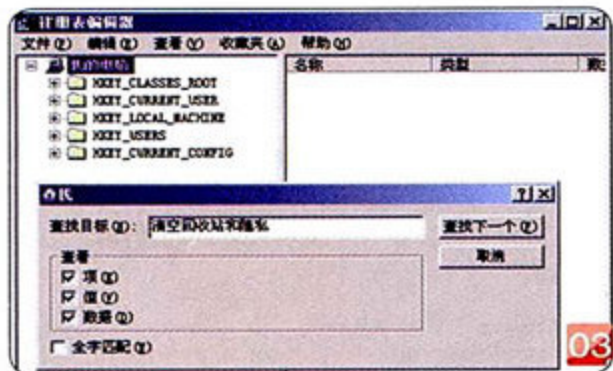 注册表编辑器
文件(F) 编辑(E) 查看(V) 收藏夹(A) 帮助(H)
我的电脑 名称 类型 数
HKEY_CLASSES_ROOT
HKEY_CURRENT_USER
HKEY_LOCAL_MACHINE
HKEY_USERS
HKEY_CURRENT_CONFIG
查找
查找目标(N): 清空回收站和隐私 查找下一个(F)
查看 取消
项(K)
值(V)
数据(D)
全字匹配(W)
03